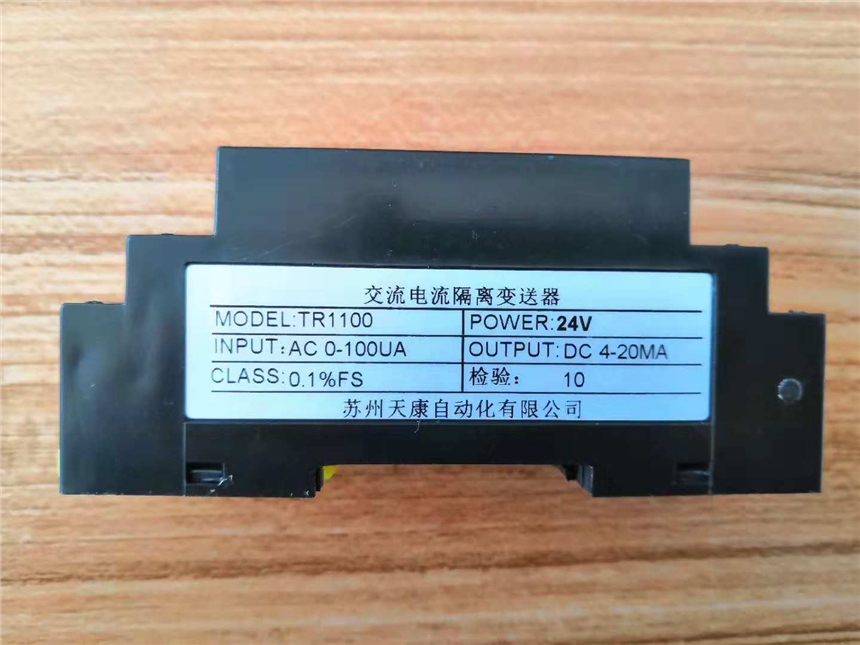 交流电流隔离变送器
MODEL:TR1100 POWER:24V
INPUT:AC 0-100UA OUTPUT:DC 4-20MA
CLASS:0.1%FS 检验: 10
苏州天康自动化有限公司